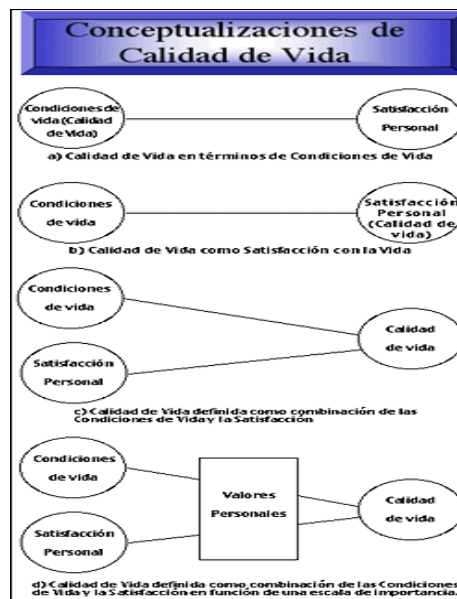 Conceptualizaciones de
Calidad de Vida
Condiciones de
vida (Calidad
de Vida)
Satisfacción
Personal
a) Calidad de Vida en términos de Condiciones de Vida
Condiciones
de vida
Satisfacción
Personal
(Calidad de
vida)
b) Calidad de Vida como Satisfacción con la Vida
Condiciones
de vida
Satisfacción
Personal
Calidad
de vida
c) Calidad de Vida definida como combinación de las
Condiciones de Vida y la Satisfacción
Condiciones
de vida
Satisfacción
Personal
Valores
Personales
Calidad
de vida
d) Calidad de Vida definida como combinación de las Condiciones
de Vida y la Satisfacción en función de una escala de importancia.